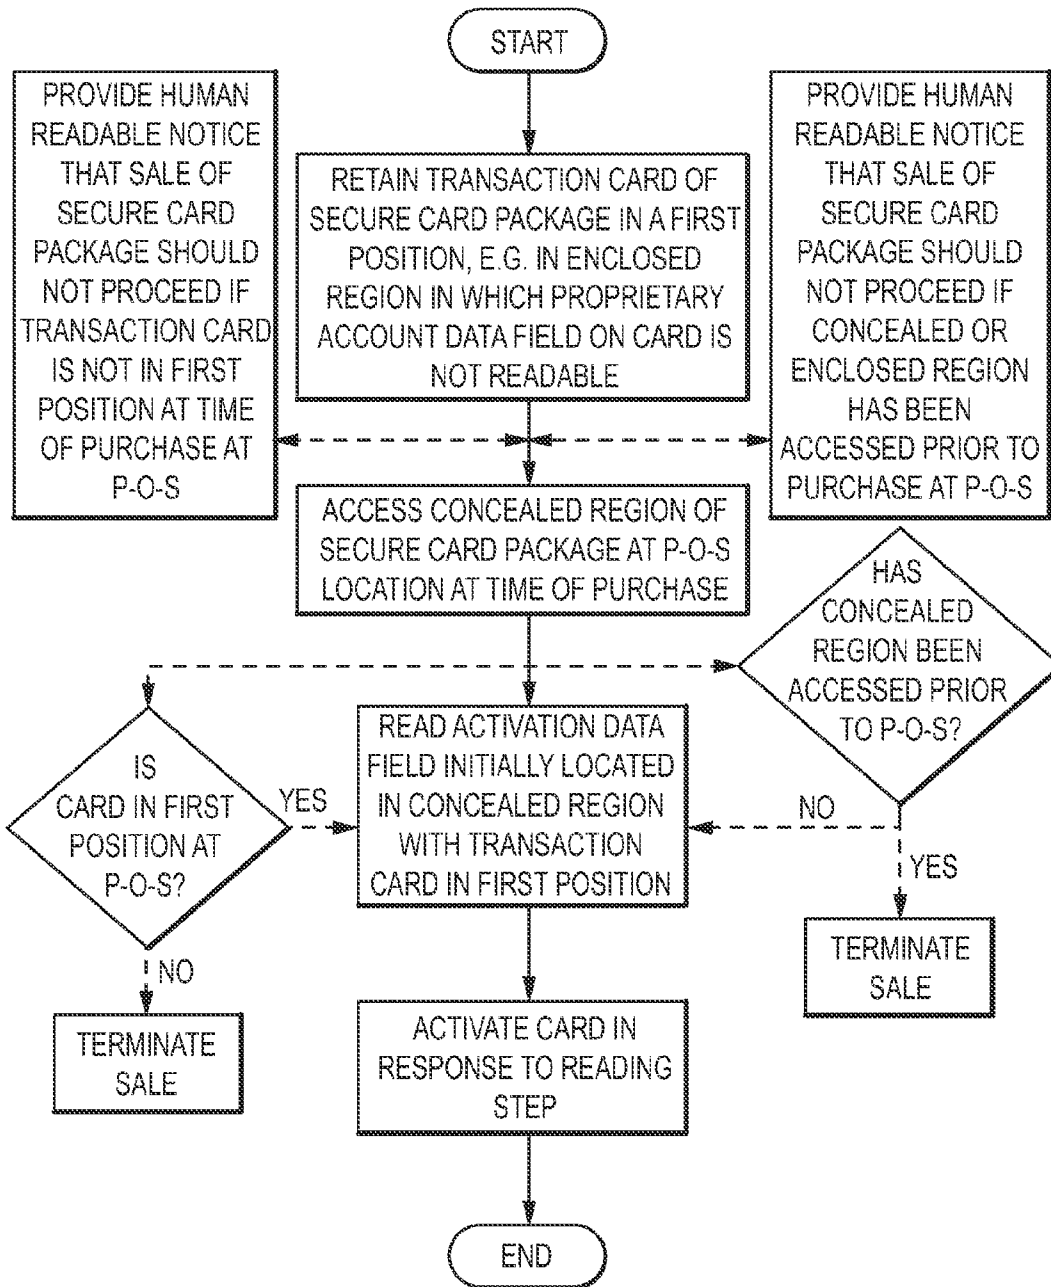 START
PROVIDE HUMAN
READABLE NOTICE
THAT SALE OF
SECURE CARD
PACKAGE SHOULD
NOT PROCEED IF
TRANSACTION CARD
IS NOT IN FIRST
POSITION AT TIME
OF PURCHASE AT
P-O-S
RETAIN TRANSACTION CARD OF
SECURE CARD PACKAGE IN A FIRST
POSITION, E.G. IN ENCLOSED
REGION IN WHICH PROPRIETARY
ACCOUNT DATA FIELD ON CARD IS
NOT READABLE
PROVIDE HUMAN
READABLE NOTICE
THAT SALE OF
SECURE CARD
PACKAGE SHOULD
NOT PROCEED IF
CONCEALED OR
ENCLOSED REGION
HAS BEEN
ACCESSED PRIOR TO
PURCHASE AT P-O-S
ACCESS CONCEALED REGION OF
SECURE CARD PACKAGE AT P-O-S
LOCATION AT TIME OF PURCHASE
HAS
CONCEALED
REGION BEEN
ACCESSED PRIOR
TO P-O-S?
IS
CARD IN FIRST
POSITION AT
P-O-S?
YES
READ ACTIVATION DATA
FIELD INITIALLY LOCATED
IN CONCEALED REGION
WITH TRANSACTION
CARD IN FIRST POSITION
NO
YES
TERMINATE
SALE
NO
TERMINATE
SALE
ACTIVATE CARD IN
RESPONSE TO READING
STEP
END